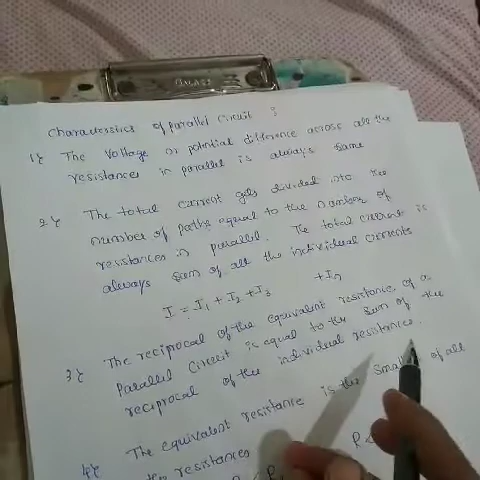 Characteristics of parallel circuit :
1} The Voltage or potential difference across all the
resistances in parallel is always same
2} The total current gets divided into the
number of paths equal to the number of
resistances in parallel. The total current is
always sum of all the individual currents
I = I1 + I2 + I3 + In
3} The reciprocal of the equivalent resistance of a
Parallel Circuit is equal to the sum of the
reciprocal of the individual resistances.
4} The equivalent resistance is the of all
the resistances